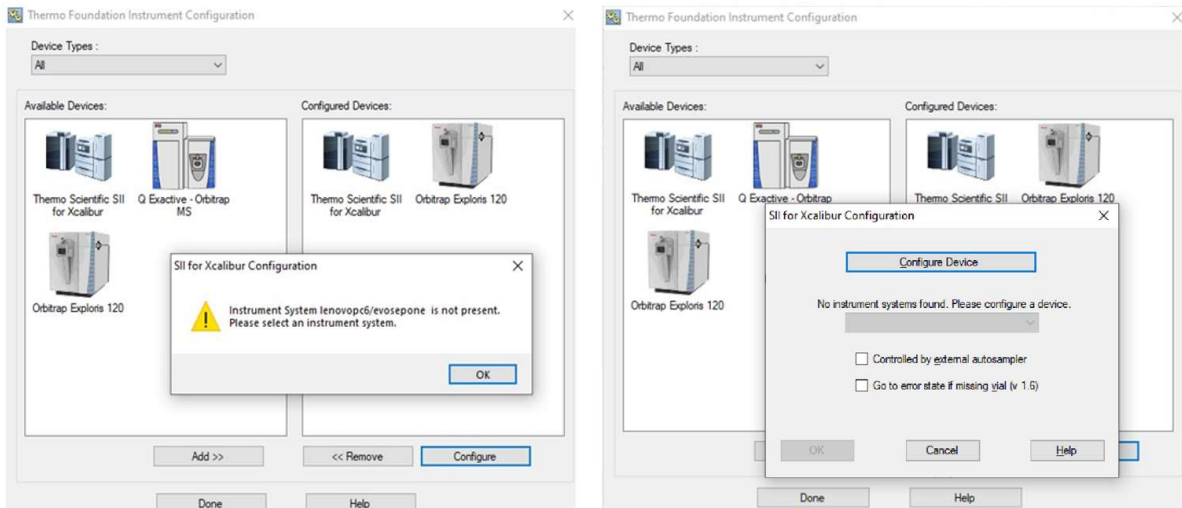 Thermo Foundation Instrument Configuration
Device Types :
All
Available Devices:
Configured Devices:
Thermo Scientific SII
for Xcalibur
Q Exactive - Orbitrap
MS
Thermo Scientific SII
for Xcalibur
Orbitrap Exploris 120
Orbitrap Exploris 120
SII for Xcalibur Configuration
Instrument System lenovopc6/evosepone is not present.
Please select an instrument system.
OK
Add >>
<< Remove
Configure
Done
Help
Thermo Foundation Instrument Configuration
Device Types :
All
Available Devices:
Configured Devices:
Thermo Scientific SII
for Xcalibur
Q Exactive - Orbitrap
Thermo Scientific SII
Orbitrap Exploris 120
Orbitrap Exploris 120
SII for Xcalibur Configuration
Configure Device
No instrument systems found. Please configure a device.
Controlled by external autosampler
Go to error state if missing vial (v 1.6)
OK
Cancel
Help
Done
Help